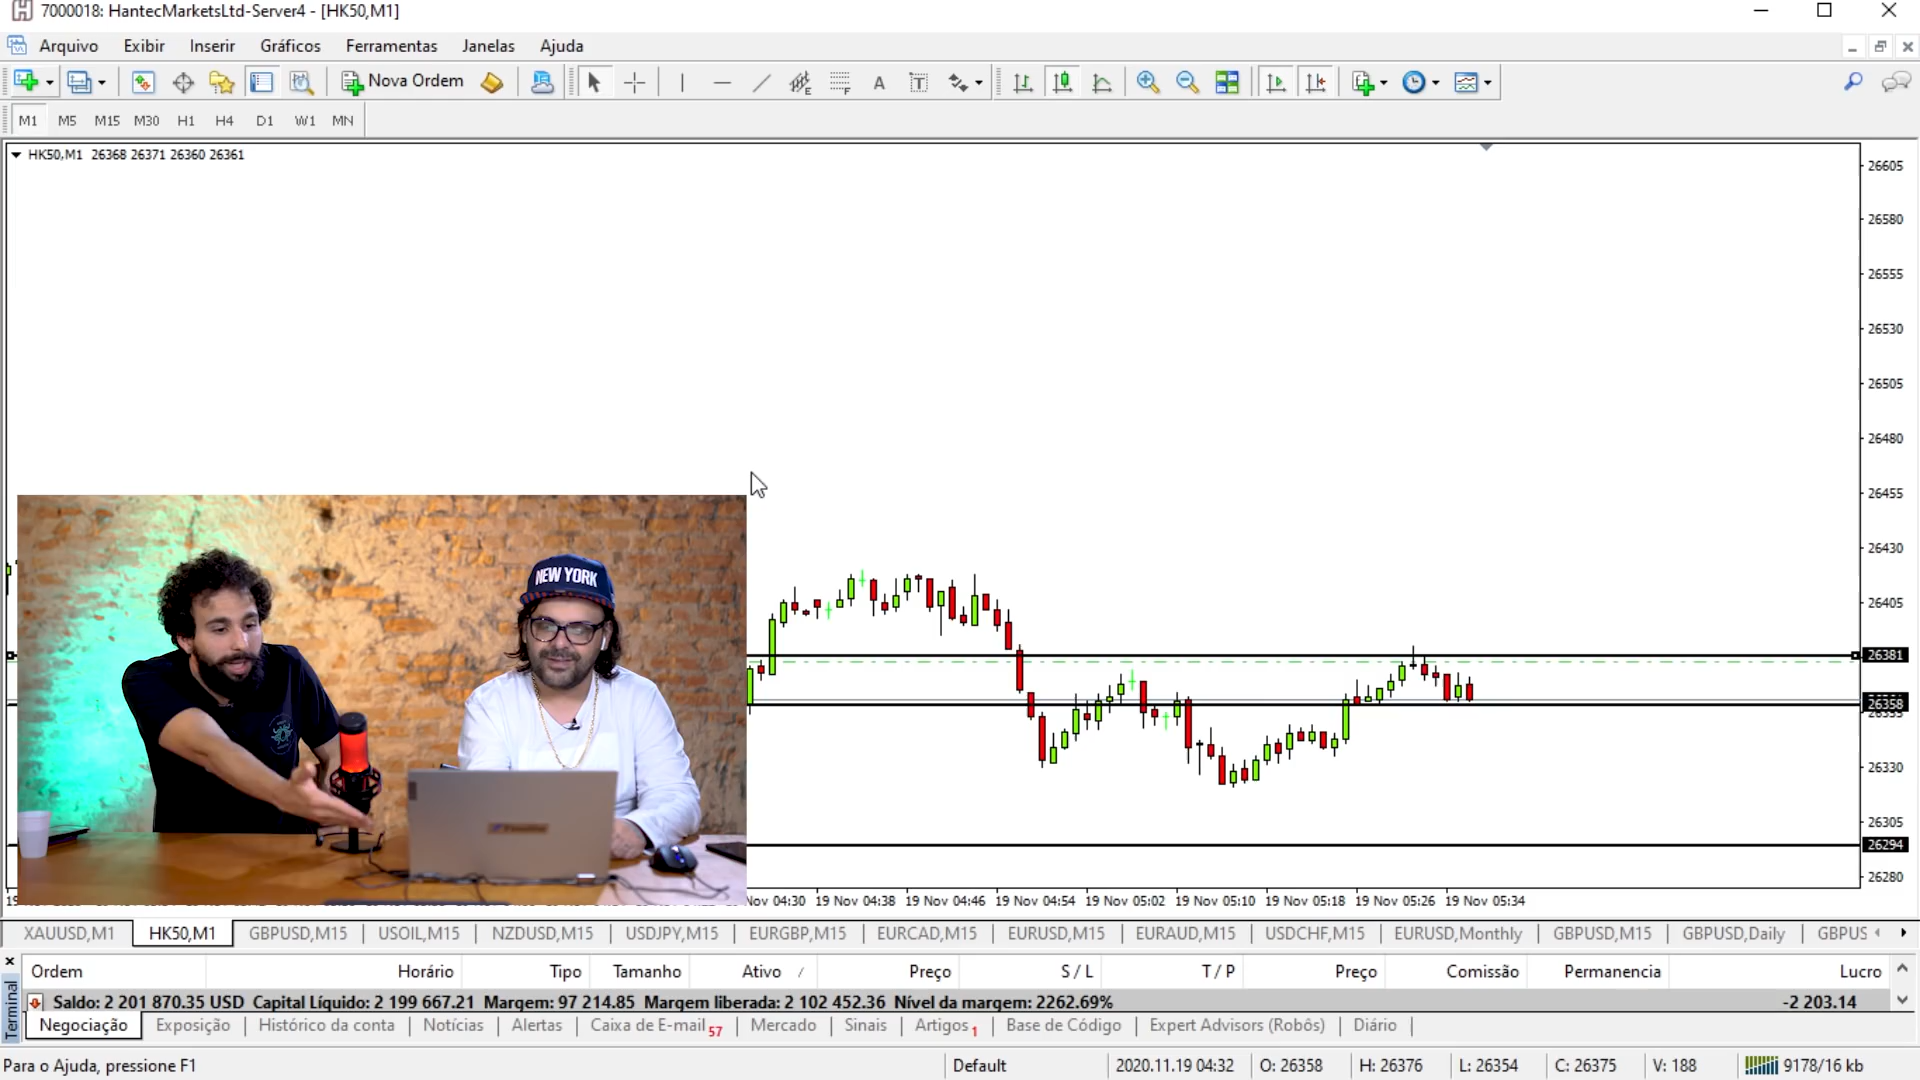 7000018: HantecMarketsLtd-Server4 - [HK50,M1]
Arquivo Exibir Inserir Gráficos Ferramentas Janelas Ajuda
Nova Ordem A T E F
M1 M5 M15 M30 H1 H4 D1 W1 MN
HK50,M1 26368 26371 26360 26361
26605
26580
26555
26530
26505
26480
26455
26430
26405
26381
26358
26330
26305
26294
26280
NEW YORK
Nov 04:30 19 Nov 04:38 19 Nov 04:46 19 Nov 04:54 19 Nov 05:02 19 Nov 05:10 19 Nov 05:18 19 Nov 05:26 19 Nov 05:34
XAUUSD,M1 HK50,M1 GBPUSD,M15 USOIL,M15 NZDUSD,M15 USDJPY,M15 EURGBP,M15 EURCAD,M15 EURUSD,M15 EURAUD,M15 USDCHF,M15 EURUSD,Monthly GBPUSD,M15 GBPUSD,Daily GBPUS
Ordem Horário Tipo Tamanho Ativo / Preço S / L T / P Preço Comissão Permanencia Lucro
Saldo: 2 201 870.35 USD Capital Líquido: 2 199 667.21 Margem: 97 214.85 Margem liberada: 2 102 452.36 Nível da margem: 2262.69% -2 203.14
Terminal
Negociação Exposição Histórico da conta Notícias Alertas Caixa de E-mail 57 Mercado Sinais Artigos 1 Base de Código Expert Advisors (Robôs) Diário
Para o Ajuda, pressione F1 Default 2020.11.19 04:32 O: 26358 H: 26376 L: 26354 C: 26375 V: 188 9178/16 kb